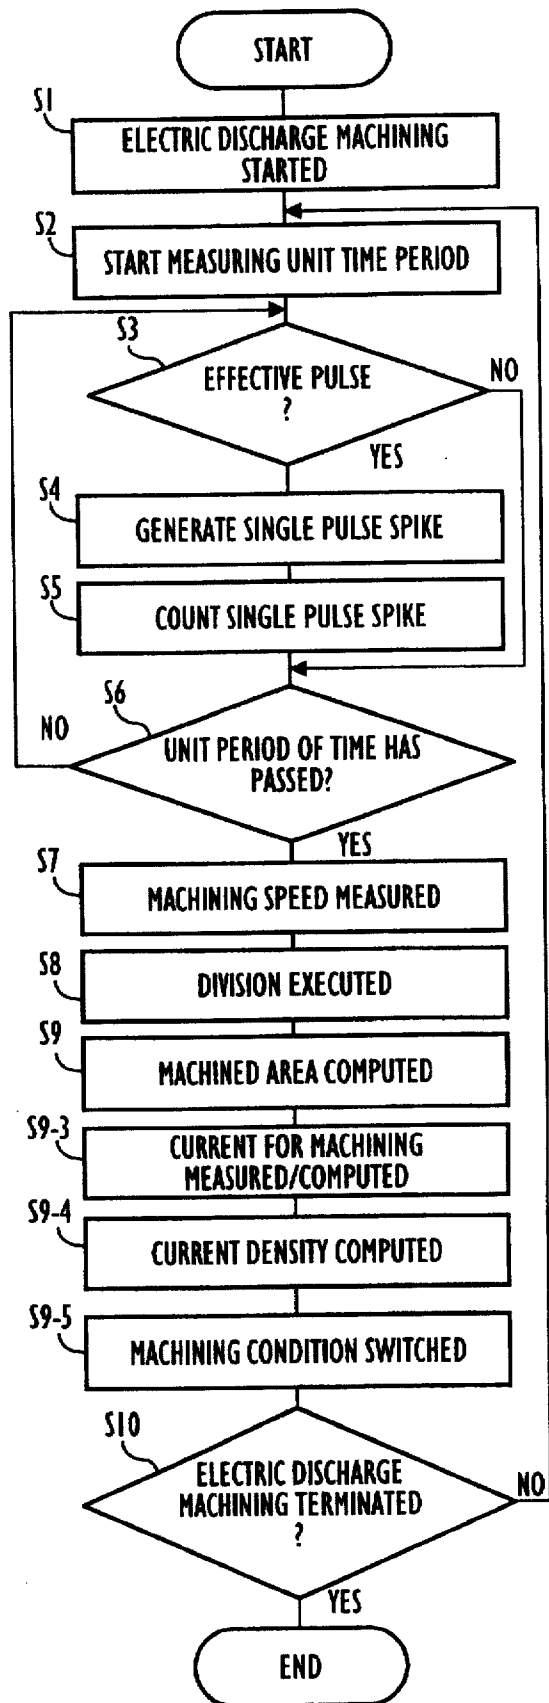 START
S1
ELECTRIC DISCHARGE MACHINING
STARTED
S2
START MEASURING UNIT TIME PERIOD
S3
EFFECTIVE PULSE
?
NO
YES
S4
GENERATE SINGLE PULSE SPIKE
S5
COUNT SINGLE PULSE SPIKE
S6
NO
UNIT PERIOD OF TIME HAS
PASSED?
YES
S7
MACHINING SPEED MEASURED
S8
DIVISION EXECUTED
S9
MACHINED AREA COMPUTED
S9-3
CURRENT FOR MACHINING
MEASURED/COMPUTED
S9-4
CURRENT DENSITY COMPUTED
S9-5
MACHINING CONDITION SWITCHED
S10
ELECTRIC DISCHARGE
MACHINING TERMINATED
?
NO
YES
END